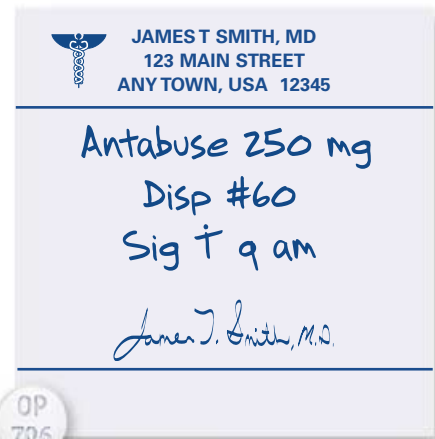 JAMES T SMITH, MD
123 MAIN STREET
ANY TOWN, USA 12345
Antabuse 250 mg
Disp #60
Sig i q am
James T. Smith, M.D.
OP
706